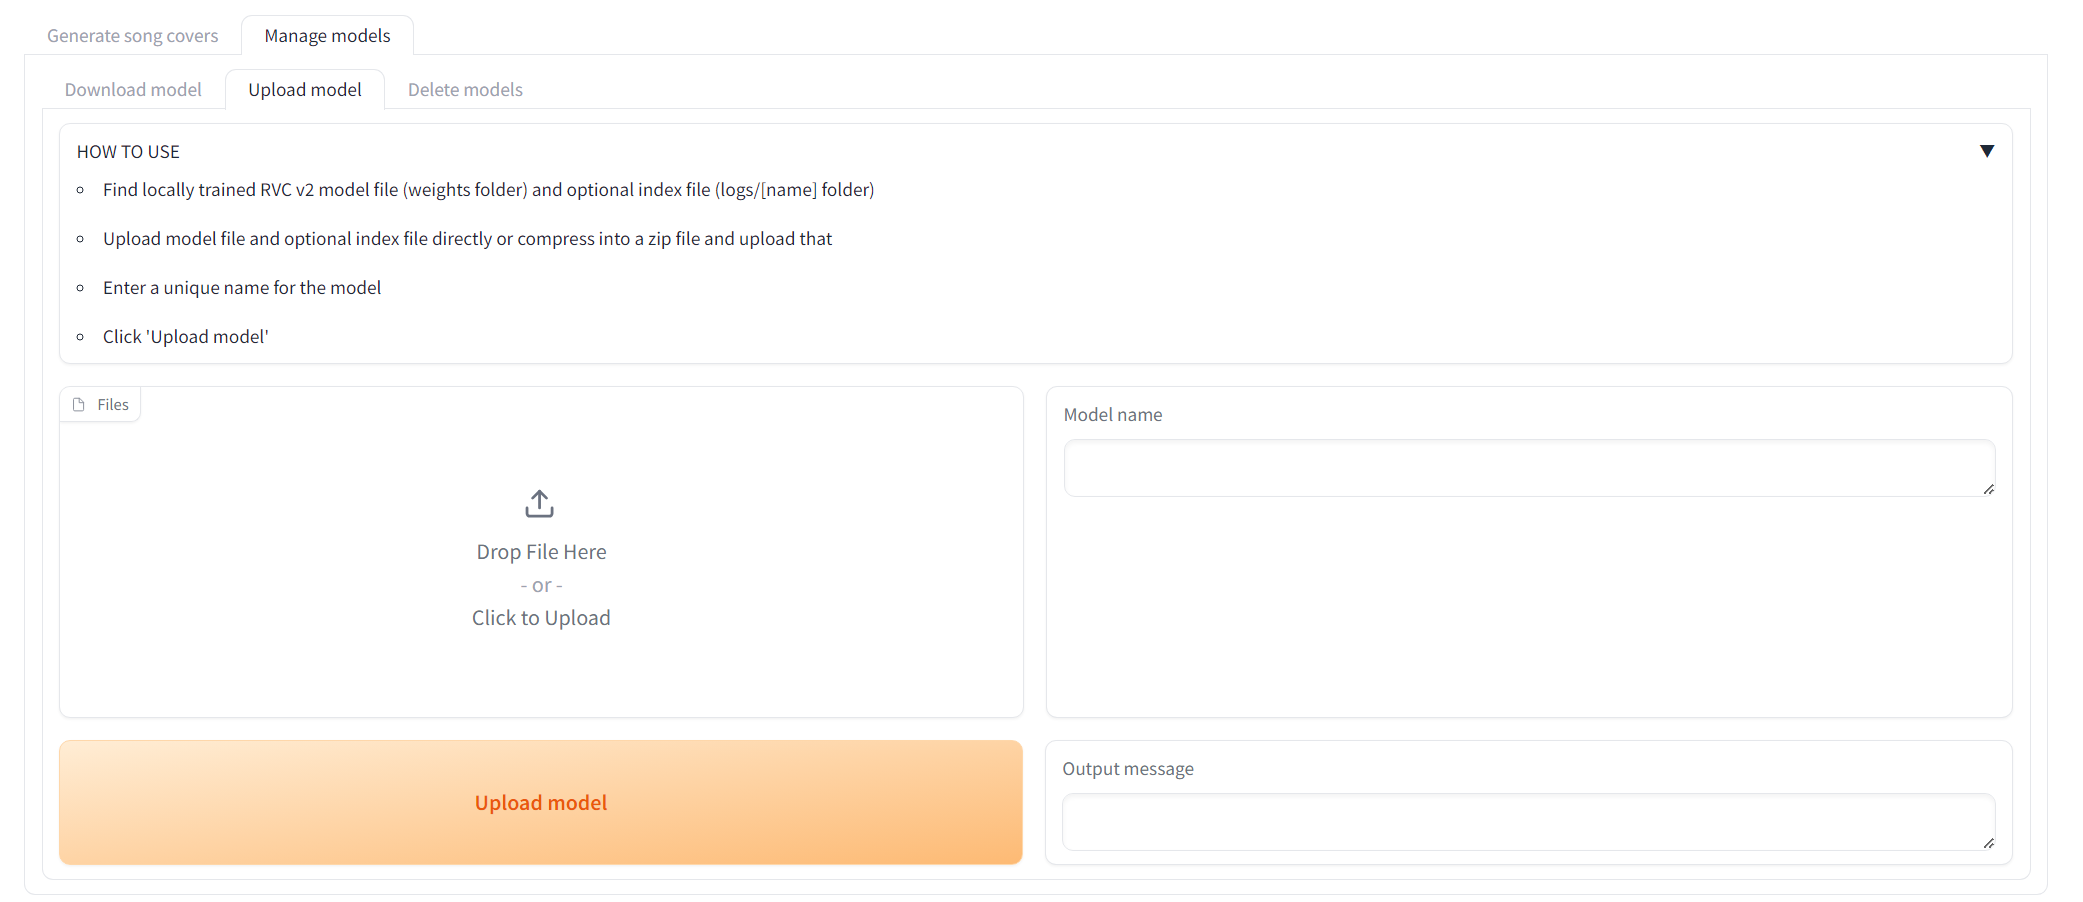 Generate song covers
Manage models
Download model
Upload model
Delete models
HOW TO USE
Find locally trained RVC v2 model file (weights folder) and optional index file (logs/[name] folder)
Upload model file and optional index file directly or compress into a zip file and upload that
Enter a unique name for the model
Click 'Upload model'
Files
Drop File Here
- or -
Click to Upload
Model name
Upload model
Output message